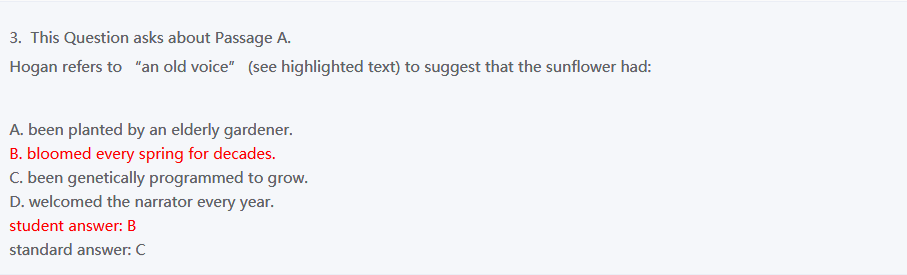 3. This Question asks about Passage A.
Hogan refers to “an old voice” (see highlighted text) to suggest that the sunflower had:
A. been planted by an elderly gardener.
B. bloomed every spring for decades.
C. been genetically programmed to grow.
D. welcomed the narrator every year.
student answer: B
standard answer: C